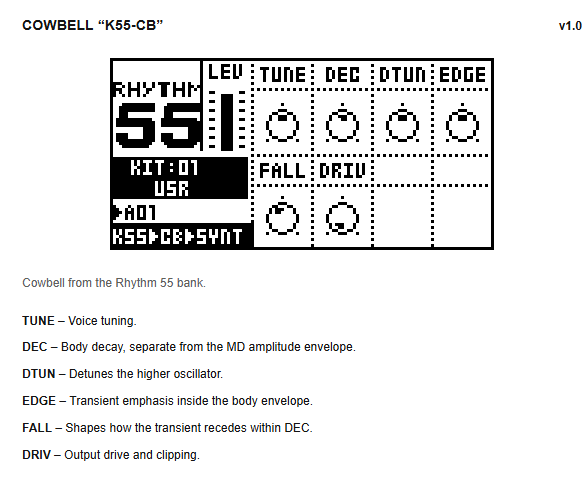 COWBELL “K55-CB”
v1.0
LEV TUNE DEC DTUN EDGE
RHYTHM
55
KIT:01
USR
FALL DRIV
A01
K55▶CB▶SYNT
Cowbell from the Rhythm 55 bank.
TUNE – Voice tuning.
DEC – Body decay, separate from the MD amplitude envelope.
DTUN – Detunes the higher oscillator.
EDGE – Transient emphasis inside the body envelope.
FALL – Shapes how the transient recedes within DEC.
DRIV – Output drive and clipping.